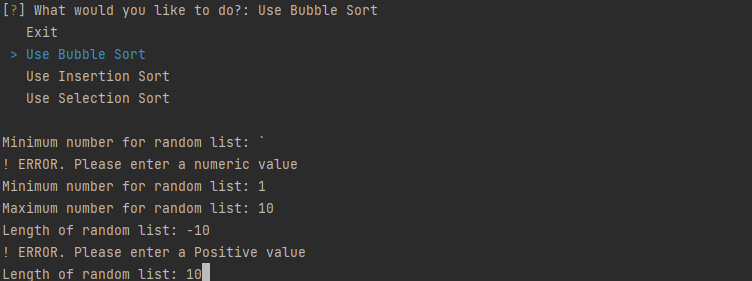 [?] What would you like to do?: Use Bubble Sort
Exit
> Use Bubble Sort
Use Insertion Sort
Use Selection Sort
Minimum number for random list: `
! ERROR. Please enter a numeric value
Minimum number for random list: 1
Maximum number for random list: 10
Length of random list: -10
! ERROR. Please enter a Positive value
Length of random list: 10